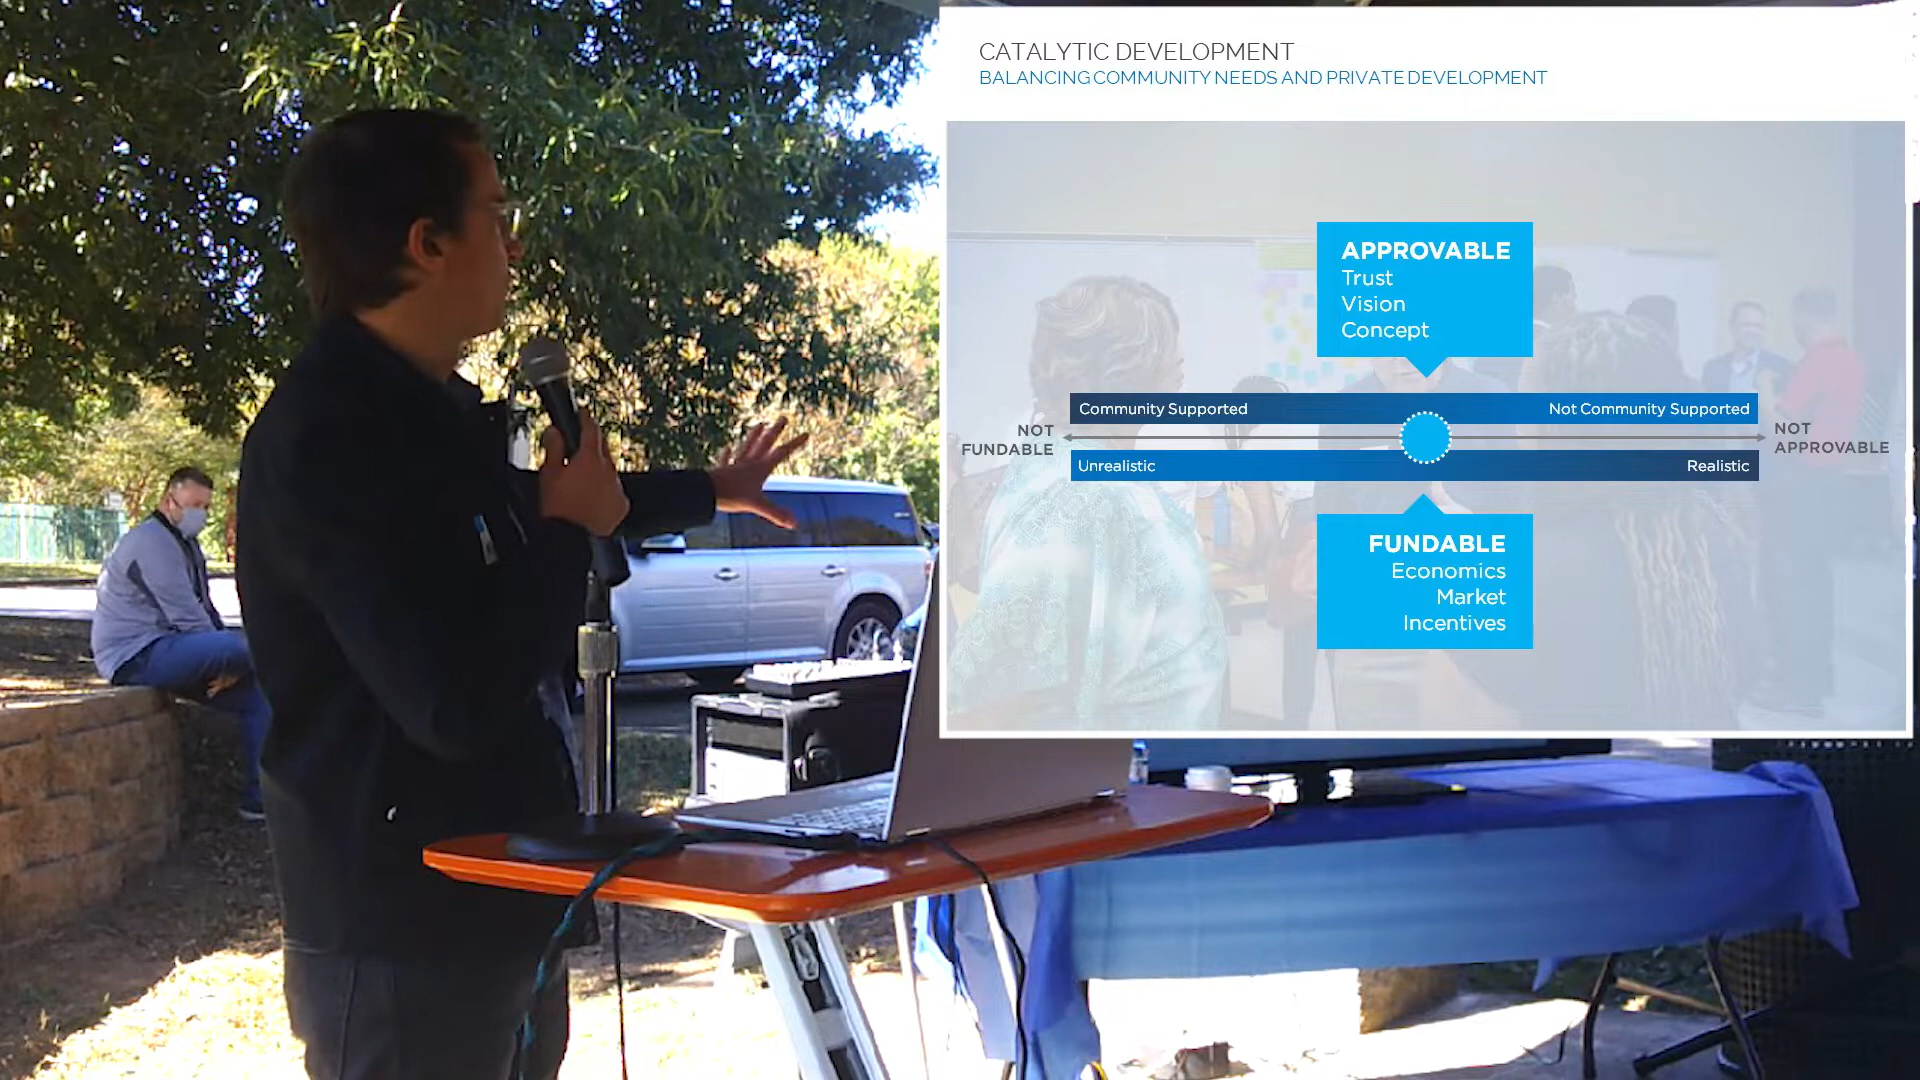 CATALYTIC DEVELOPMENT
BALANCING COMMUNITY NEEDS AND PRIVATE DEVELOPMENT
APPROVABLE
Trust
Vision
Concept
Community Supported
Not Community Supported
NOT
FUNDABLE
NOT
APPROVABLE
Unrealistic
Realistic
FUNDABLE
Economics
Market
Incentives